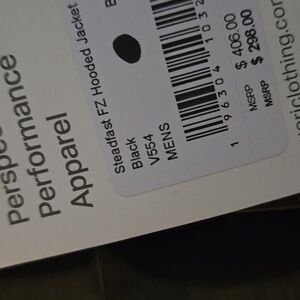 Performance
Apparel
Steadfast FZ Hooded Jacket
Black
V554
MENS
MSRP $ 406.00
MSRP $ 298.00